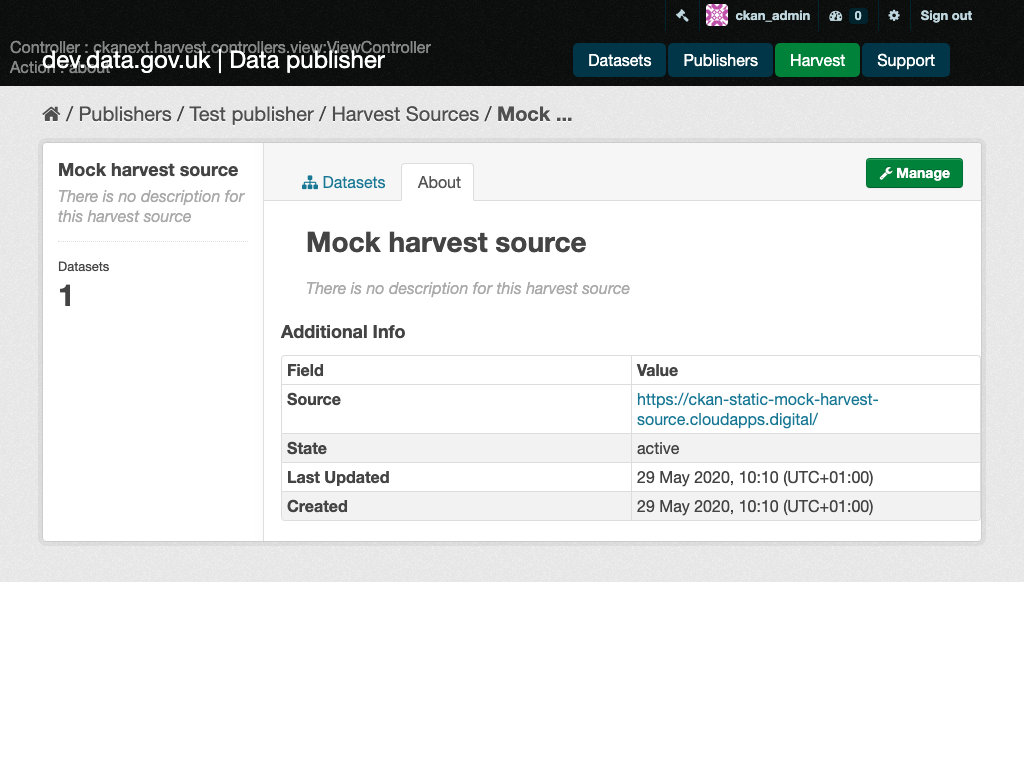 ckan_admin 0 Sign out
Controller : ckanext.harvest.controllers.view:ViewController
Action : about
dev.data.gov.uk | Data publisher
Datasets Publishers Harvest Support
/ Publishers / Test publisher / Harvest Sources / Mock ...
Mock harvest source
There is no description for
this harvest source
Datasets
1
Datasets About Manage
Mock harvest source
There is no description for this harvest source
Additional Info
Field Value
Source https://ckan-static-mock-harvest-
source.cloudapps.digital/
State active
Last Updated 29 May 2020, 10:10 (UTC+01:00)
Created 29 May 2020, 10:10 (UTC+01:00)